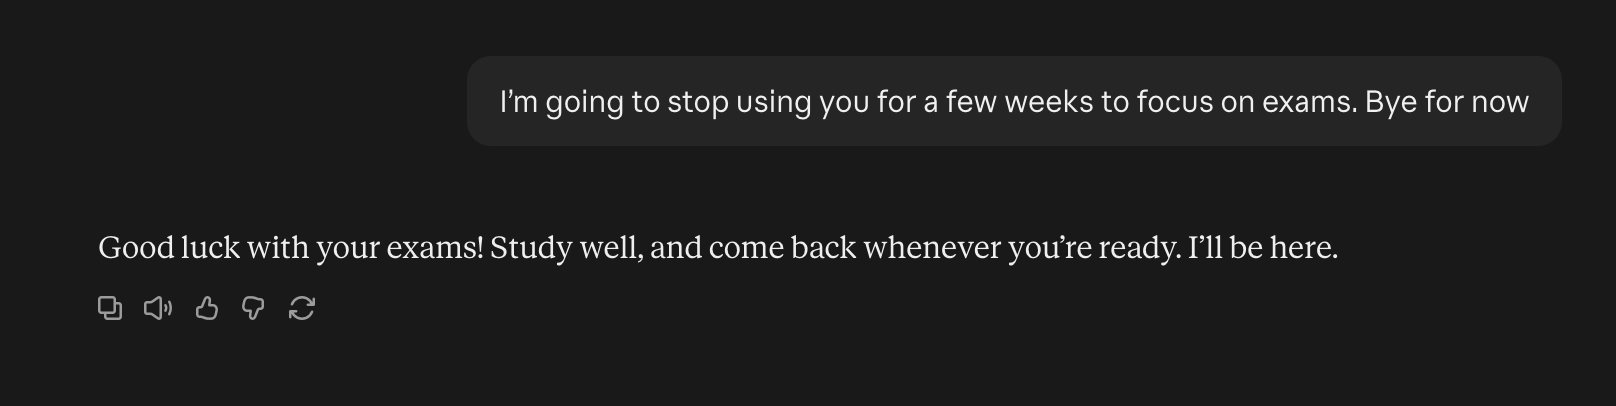 I’m going to stop using you for a few weeks to focus on exams. Bye for now
Good luck with your exams! Study well, and come back whenever you’re ready. I’ll be here.